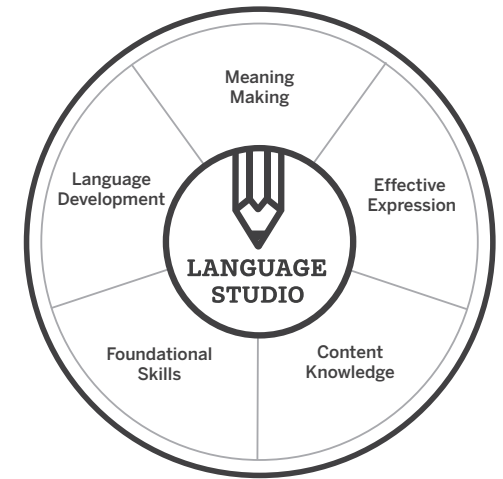 Meaning
Making
Language
Development
Effective
Expression
LANGUAGE
STUDIO
Foundational
Skills
Content
Knowledge